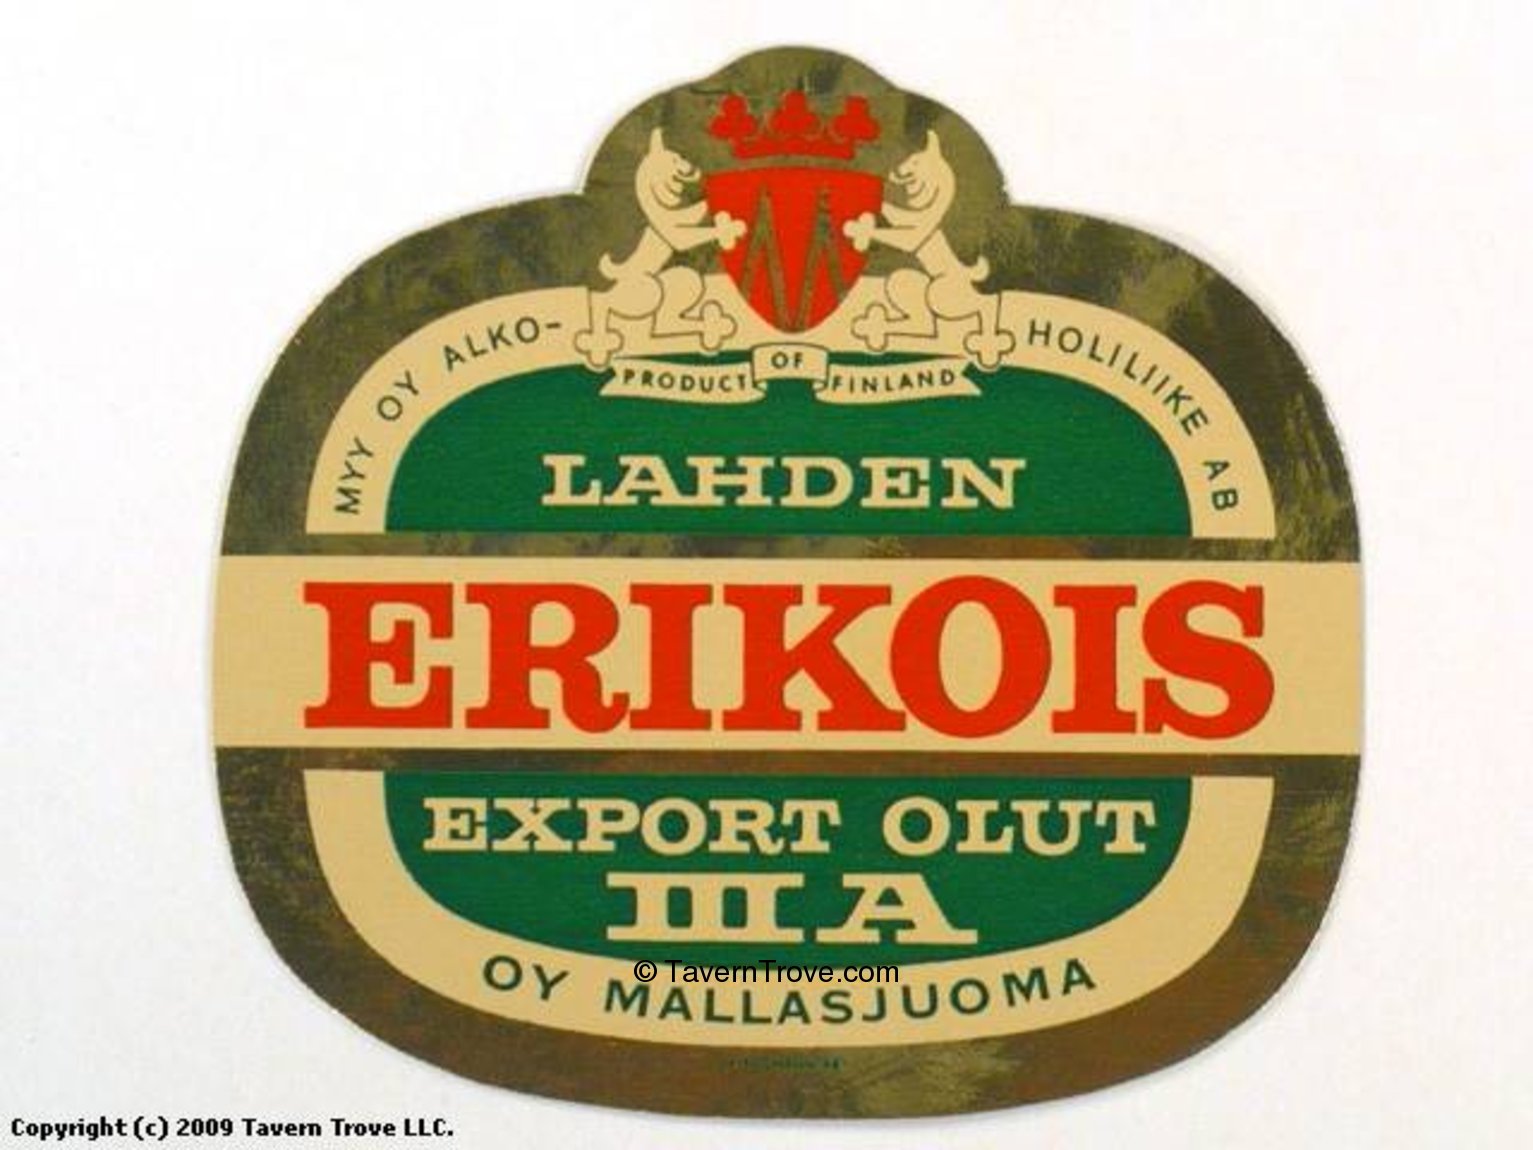 MYY OY ALKO-HOLILIIKE AB
PRODUCT OF FINLAND
LAHDEN
ERIKOIS
EXPORT OLUT
III A
© TavernTrove.com
OY MALLASJUOMA
Copyright (c) 2009 Tavern Trove LLC.